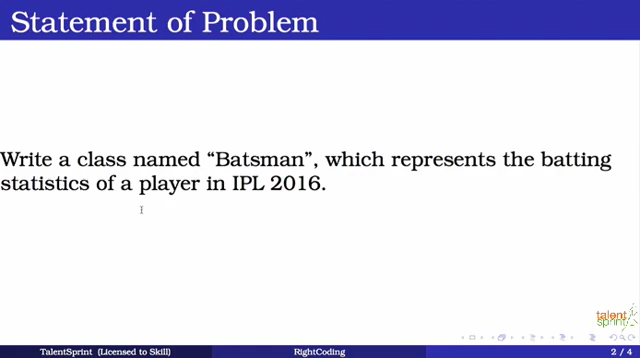 Statement of Problem
Write a class named “Batsman”, which represents the batting
statistics of a player in IPL 2016.
talent
sprint
TalentSprint (Licensed to Skill) RightCoding 2 / 4